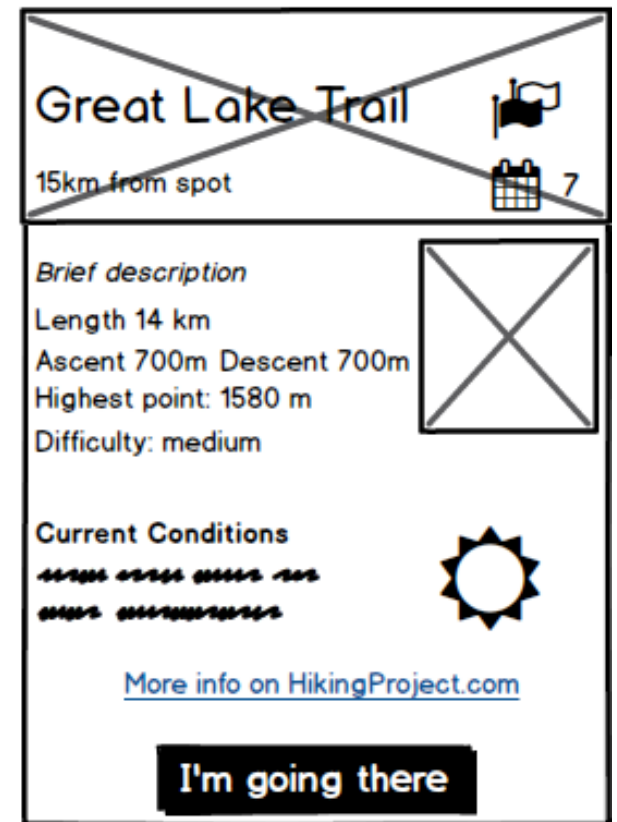 Great Lake Trail
15km from spot
7
Brief description
Length 14 km
Ascent 700m Descent 700m
Highest point: 1580 m
Difficulty: medium
Current Conditions
More info on HikingProject.com
I'm going there